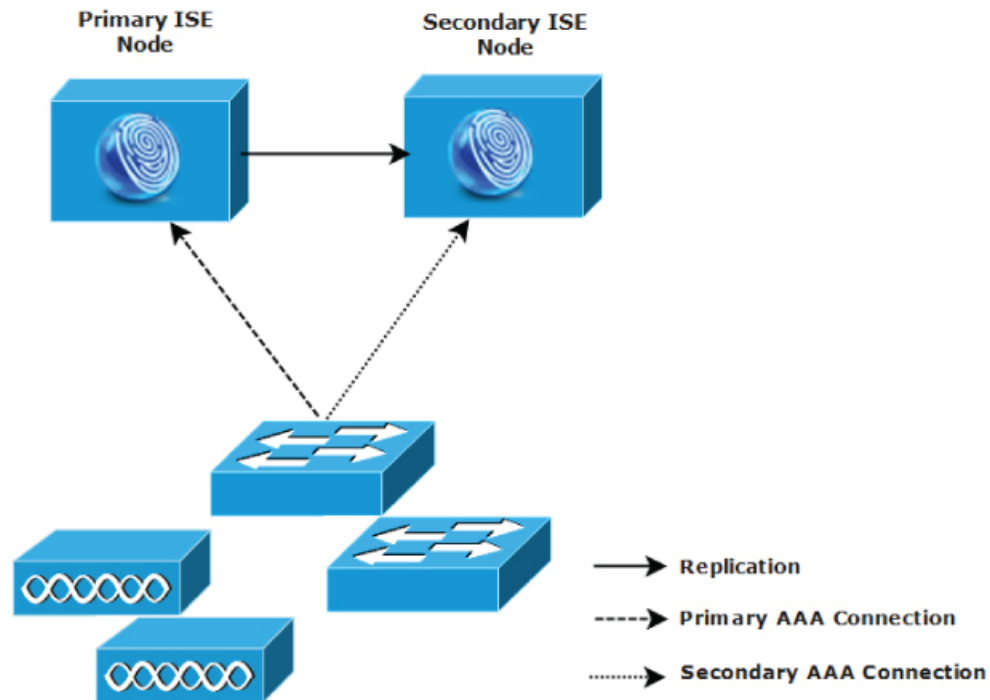 Primary ISE
Node
Secondary ISE
Node
Replication
Primary AAA Connection
Secondary AAA Connection